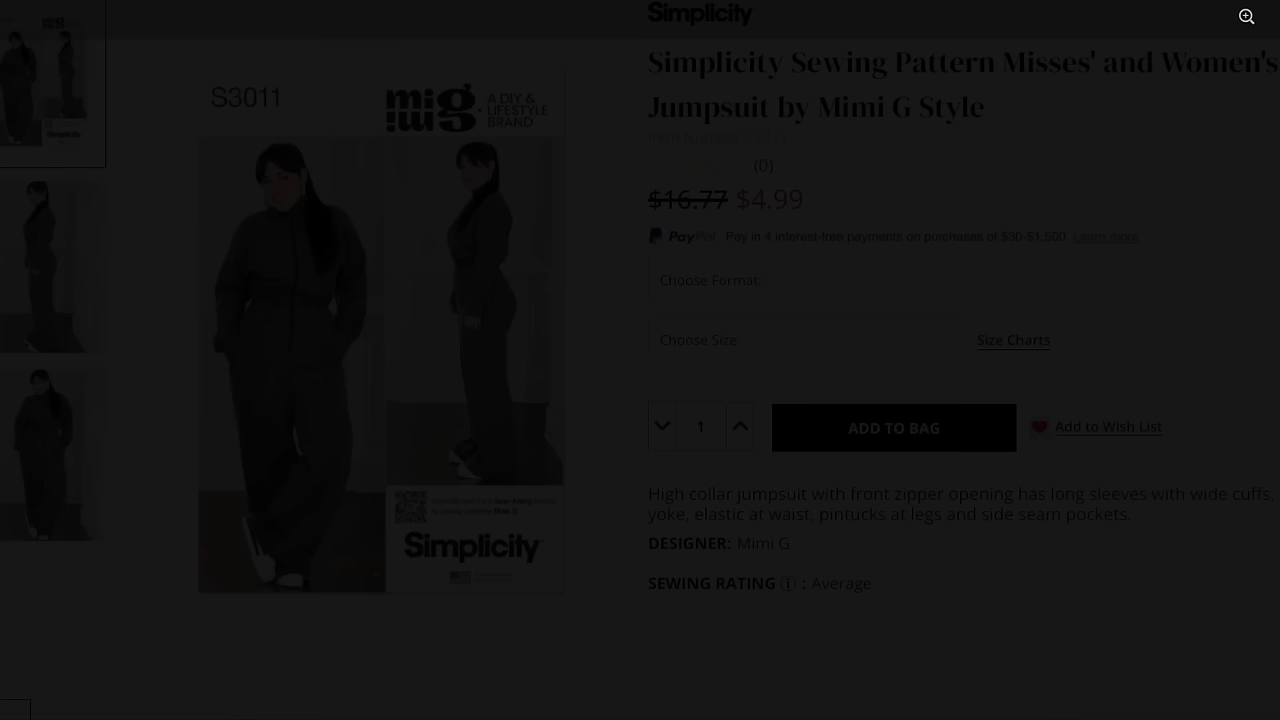 Simplicity
Simplicity Sewing Pattern Misses' and Women's
Jumpsuit by Mimi G Style
(0)
$16.77 $4.99
PayPal Pay in 4 interest-free payments on purchases of $30-$1,500. Learn more
Choose Format
Choose Size
Size Charts
1
ADD TO BAG
Add to Wish List
High collar jumpsuit with front zipper opening has long sleeves with wide cuffs,
yoke, elastic at waist, pintucks at legs and side seam pockets.
DESIGNER: Mimi G
SEWING RATING ⓘ : Average
S3011
mig
A DIY &
LIFESTYLE
BRAND
Simplicity
Simplicity